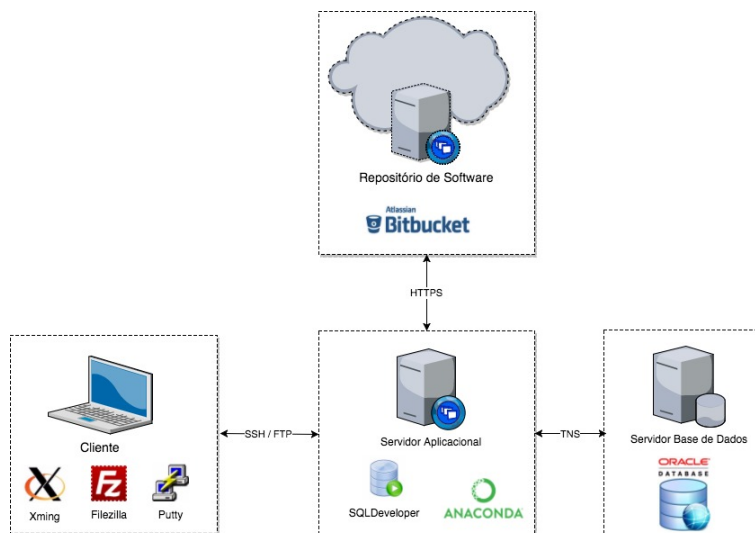 Repositório de Software
Atlassian
Bitbucket
HTTPS
Cliente
Xming
Filezilla
Putty
Fz
SSH / FTP
Servidor Aplicacional
SQLDeveloper
ANACONDA
TNS
Servidor Base de Dados
ORACLE
DATABASE